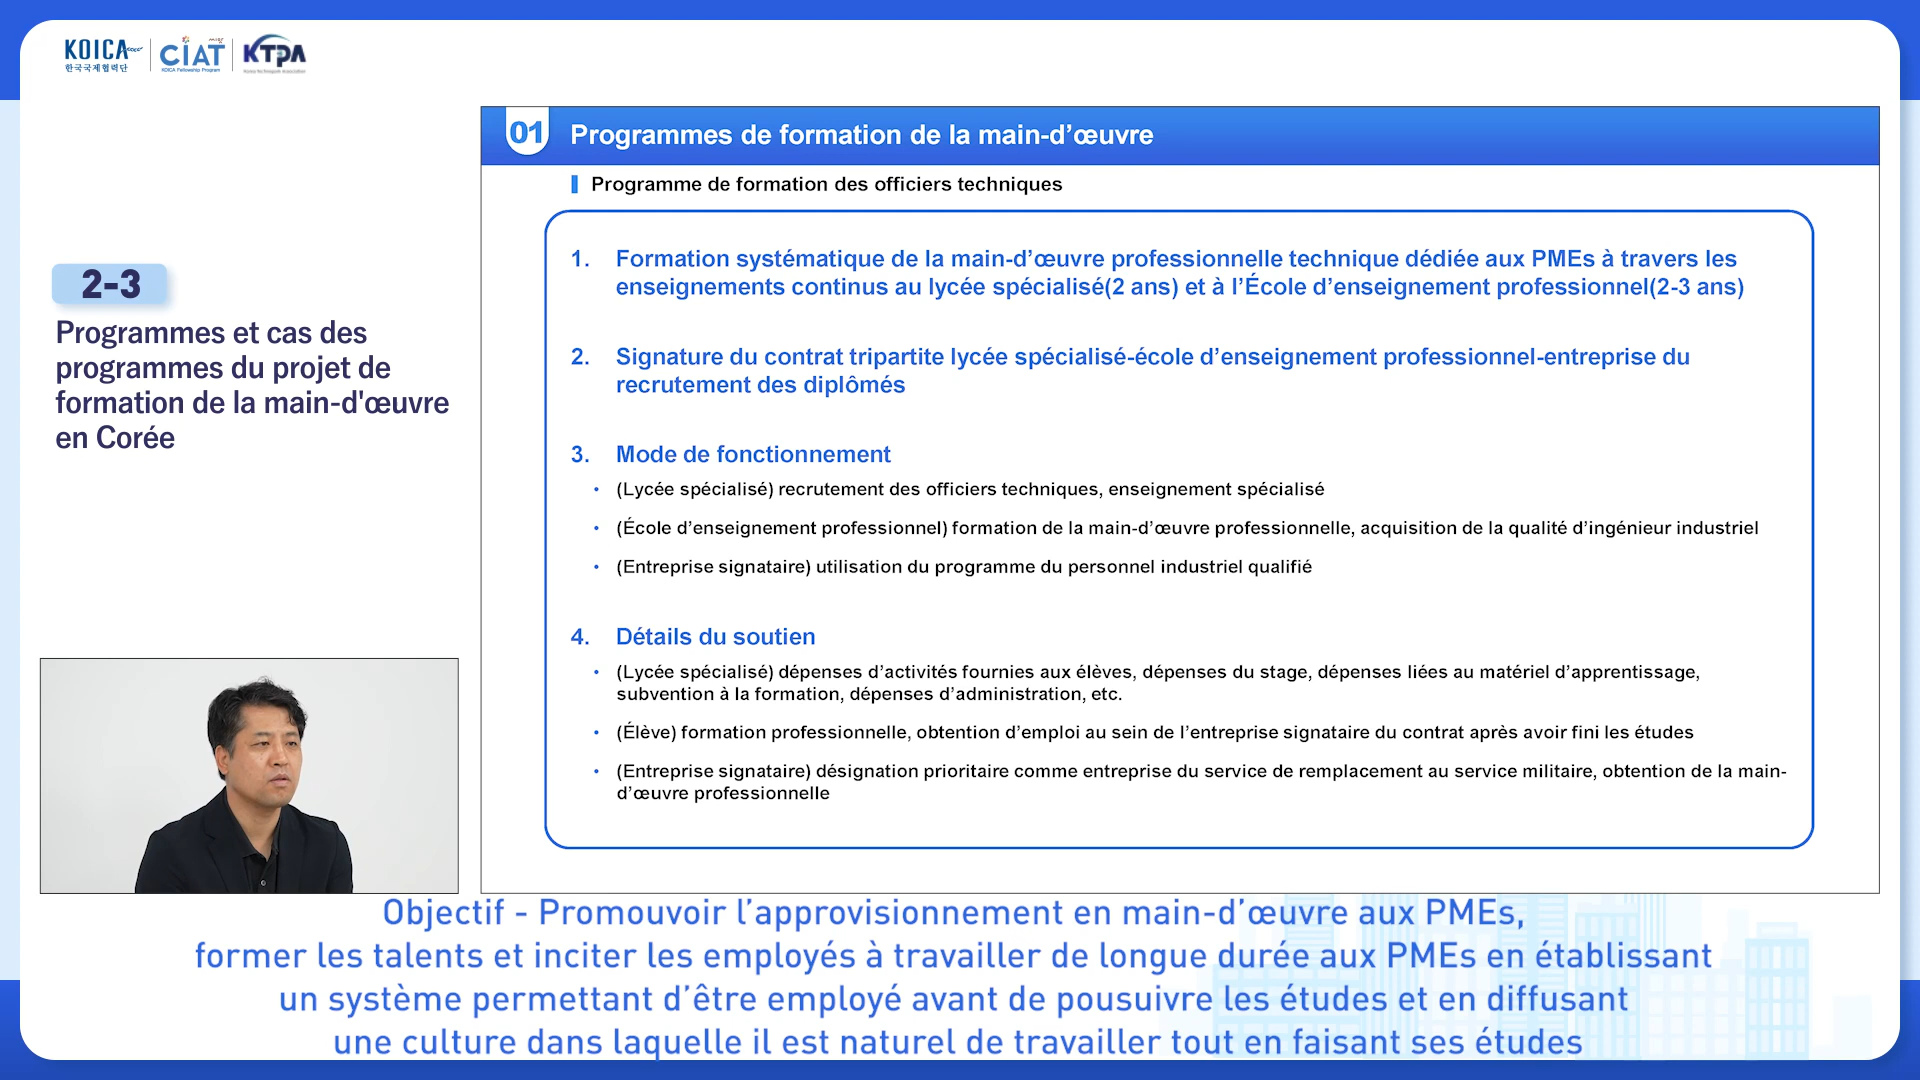 KOICA
한국국제협력단
CIAT
KOICA Fellowship Program
KTPA
2-3
Programmes et cas des
programmes du projet de
formation de la main-d'œuvre
en Corée
01
Programmes de formation de la main-d’œuvre
Programme de formation des officiers techniques
1. Formation systématique de la main-d’œuvre professionnelle technique dédiée aux PMEs à travers les
enseignements continus au lycée spécialisé(2 ans) et à l’École d’enseignement professionnel(2-3 ans)
2. Signature du contrat tripartite lycée spécialisé-école d’enseignement professionnel-entreprise du
recrutement des diplômés
3. Mode de fonctionnement
• (Lycée spécialisé) recrutement des officiers techniques, enseignement spécialisé
• (École d’enseignement professionnel) formation de la main-d’œuvre professionnelle, acquisition de la qualité d’ingénieur industriel
• (Entreprise signataire) utilisation du programme du personnel industriel qualifié
4. Détails du soutien
• (Lycée spécialisé) dépenses d’activités fournies aux élèves, dépenses du stage, dépenses liées au matériel d’apprentissage,
subvention à la formation, dépenses d’administration, etc.
• (Élève) formation professionnelle, obtention d’emploi au sein de l’entreprise signataire du contrat après avoir fini les études
• (Entreprise signataire) désignation prioritaire comme entreprise du service de remplacement au service militaire, obtention de la main-
d’œuvre professionnelle
Objectif - Promouvoir l’approvisionnement en main-d’œuvre aux PMEs,
former les talents et inciter les employés à travailler de longue durée aux PMEs en établissant
un système permettant d’être employé avant de pousuivre les études et en diffusant
une culture dans laquelle il est naturel de travailler tout en faisant ses études